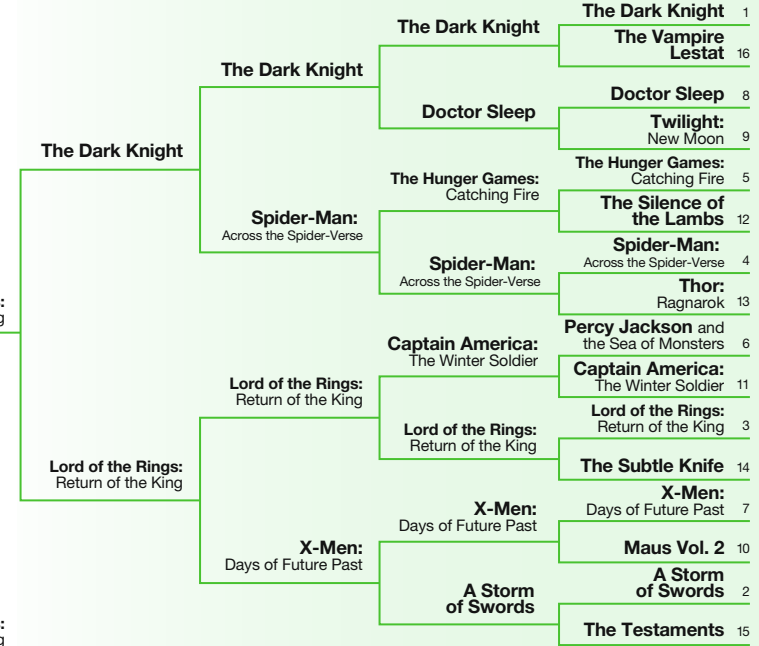 The Dark Knight 1
The Vampire
Lestat 16
Doctor Sleep 8
Twilight:
New Moon 9
The Hunger Games:
Catching Fire 5
The Silence of
the Lambs 12
Spider-Man:
Across the Spider-Verse 4
Thor:
Ragnarok 13
Percy Jackson and
the Sea of Monsters 6
Captain America:
The Winter Soldier 11
Lord of the Rings:
Return of the King 3
The Subtle Knife 14
X-Men:
Days of Future Past 7
Maus Vol. 2 10
A Storm
of Swords 2
The Testaments 15
The Dark Knight
Doctor Sleep
The Hunger Games:
Catching Fire
Spider-Man:
Across the Spider-Verse
Captain America:
The Winter Soldier
Lord of the Rings:
Return of the King
X-Men:
Days of Future Past
A Storm
of Swords
The Dark Knight
Spider-Man:
Across the Spider-Verse
Lord of the Rings:
Return of the King
X-Men:
Days of Future Past
The Dark Knight
Lord of the Rings:
Return of the King